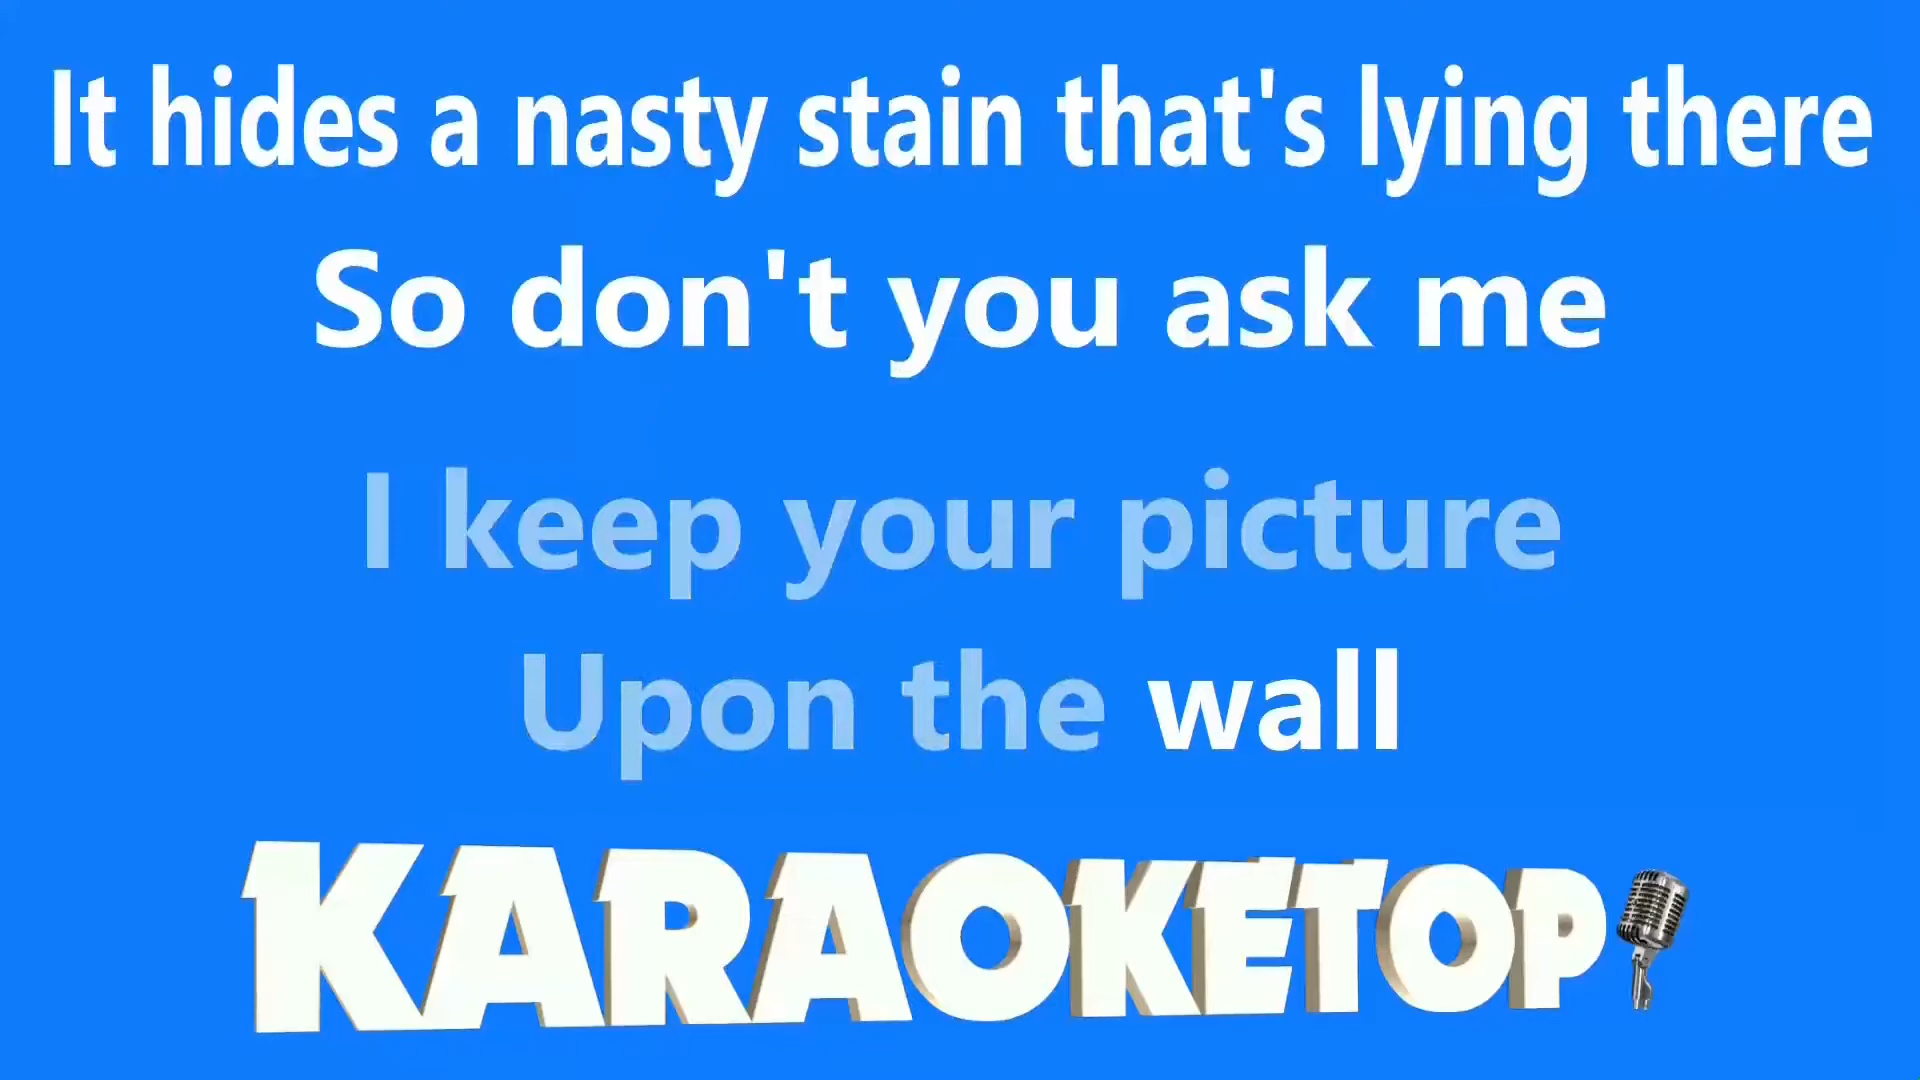 It hides a nasty stain that's lying there
So don't you ask me
I keep your picture
Upon the wall
KARAOKETOP